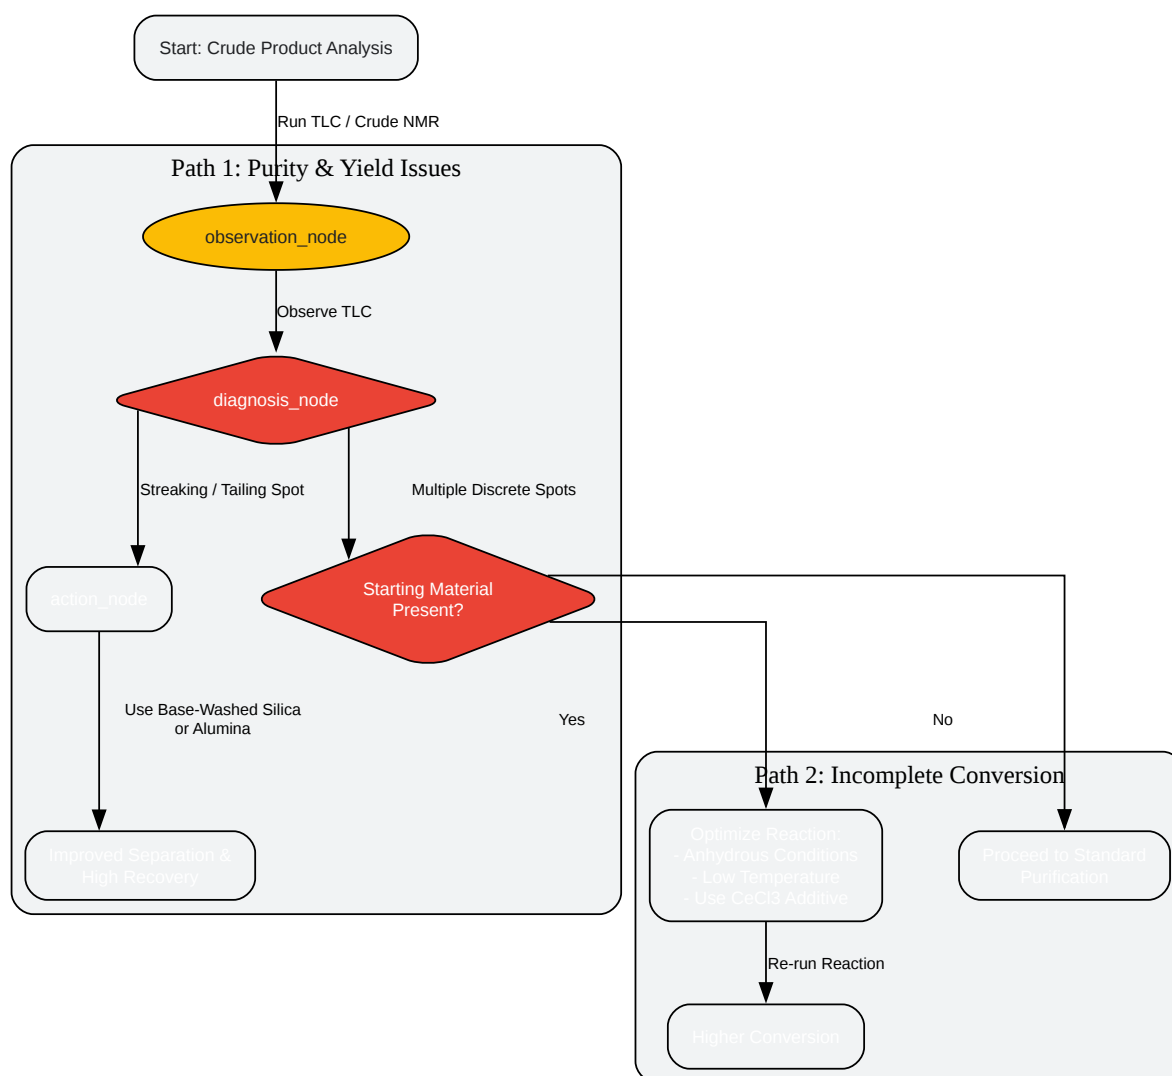 Start: Crude Product Analysis
Run TLC / Crude NMR
Path 1: Purity & Yield Issues
observation_node
Observe TLC
diagnosis_node
Streaking / Tailing Spot
Multiple Discrete Spots
action_node
Starting Material
Present?
Use Base-Washed Silica
or Alumina
Yes
No
Path 2: Incomplete Conversion
Improved Separation &
High Recovery
Optimize Reaction:
- Anhydrous Conditions
- Low Temperature
- Use CeCl3 Additive
Proceed to Standard
Purification
Re-run Reaction
Higher Conversion